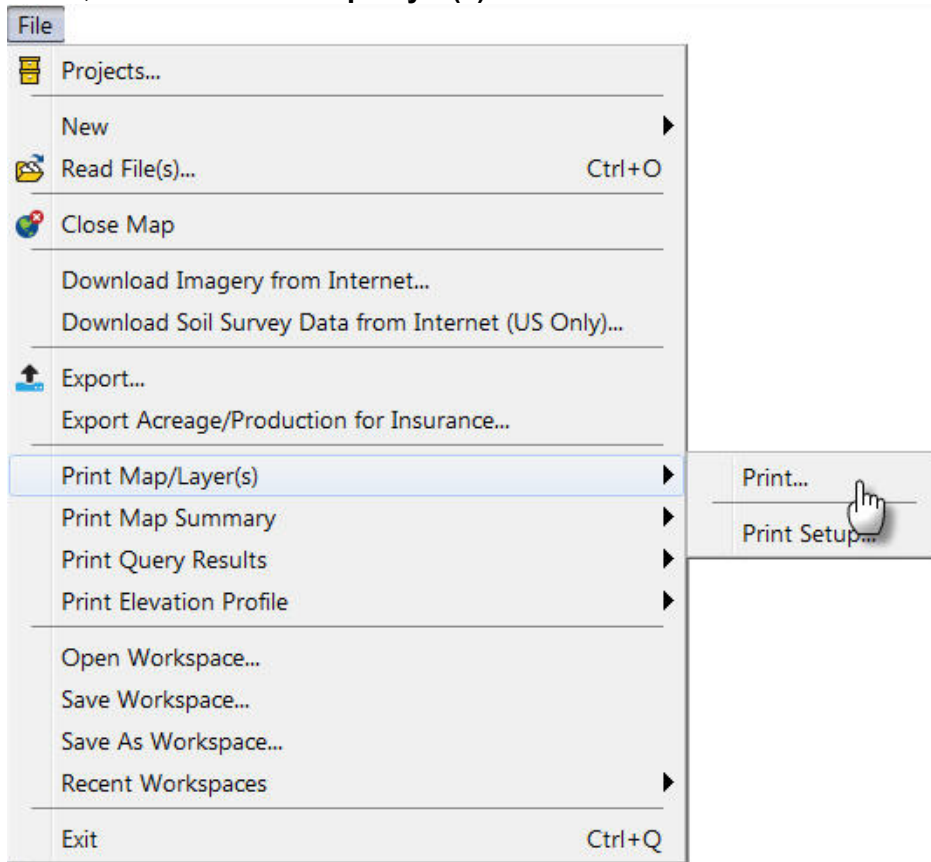 File
Projects...
New
Read File(s)... Ctrl+O
Close Map
Download Imagery from Internet...
Download Soil Survey Data from Internet (US Only)...
Export...
Export Acreage/Production for Insurance...
Print Map/Layer(s)
Print...
Print Map Summary
Print Setup...
Print Query Results
Print Elevation Profile
Open Workspace...
Save Workspace...
Save As Workspace...
Recent Workspaces
Exit Ctrl+Q